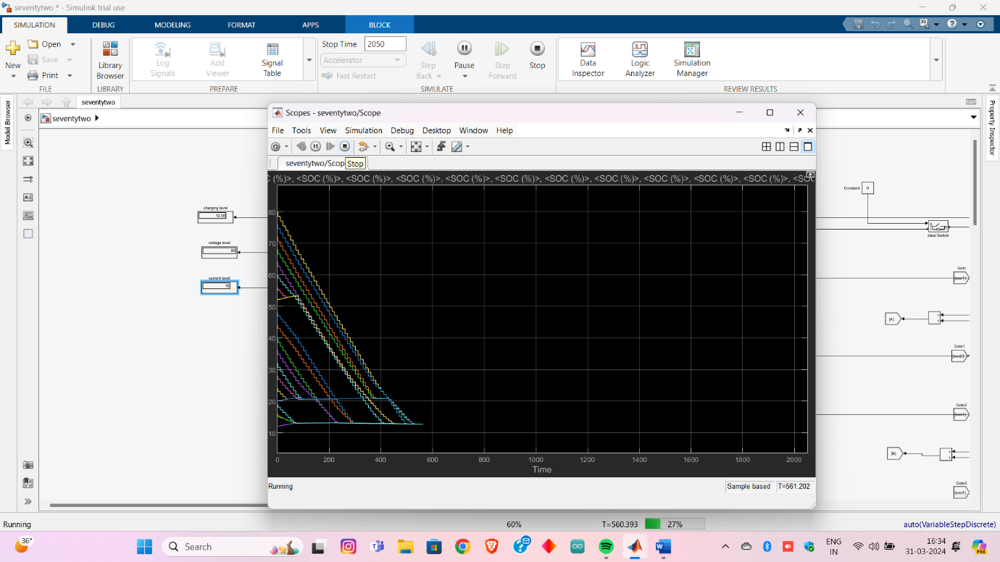 seventytwo * - Simulink trial use
SIMULATION DEBUG MODELING FORMAT APPS BLOCK
New
Open
Save
Print
FILE
Library Browser
LIBRARY
Log Signals
Add Viewer
Signal Table
PREPARE
Stop Time 2050
Accelerator
Fast Restart
Step Back
Pause
Step Forward
Stop
SIMULATE
Data Inspector
Logic Analyzer
Simulation Manager
REVIEW RESULTS
Model Browser
seventytwo
seventytwo
Property Inspector
charging level
12.68
voltage level
80
current level
16
Scopes - seventytwo/Scope
File Tools View Simulation Debug Desktop Window Help
seventytwo/Scop
Stop
C (%)>, <SOC (%)>, <SOC (%)>, <SOC (%)>, <SOC (%)>, <SOC (%)>, <SOC (%)>, <SOC (%)>, <SOC (%)>, <SOC (%)>, <SOC
80
70
60
50
40
30
20
10
0 200 400 600 800 1000 1200 1400 1600 1800 2000
Time
Running
Sample based T=561.202
Constant
0
Ideal Switch
Goto
[soc1]
[A]
Goto1
[soc2]
Goto2
[soc3]
[B]
Goto3
[soc4]
Running 60% T=560.393 27% auto(VariableStepDiscrete)
36°
Search
ENG
IN
16:34
31-03-2024
PRE